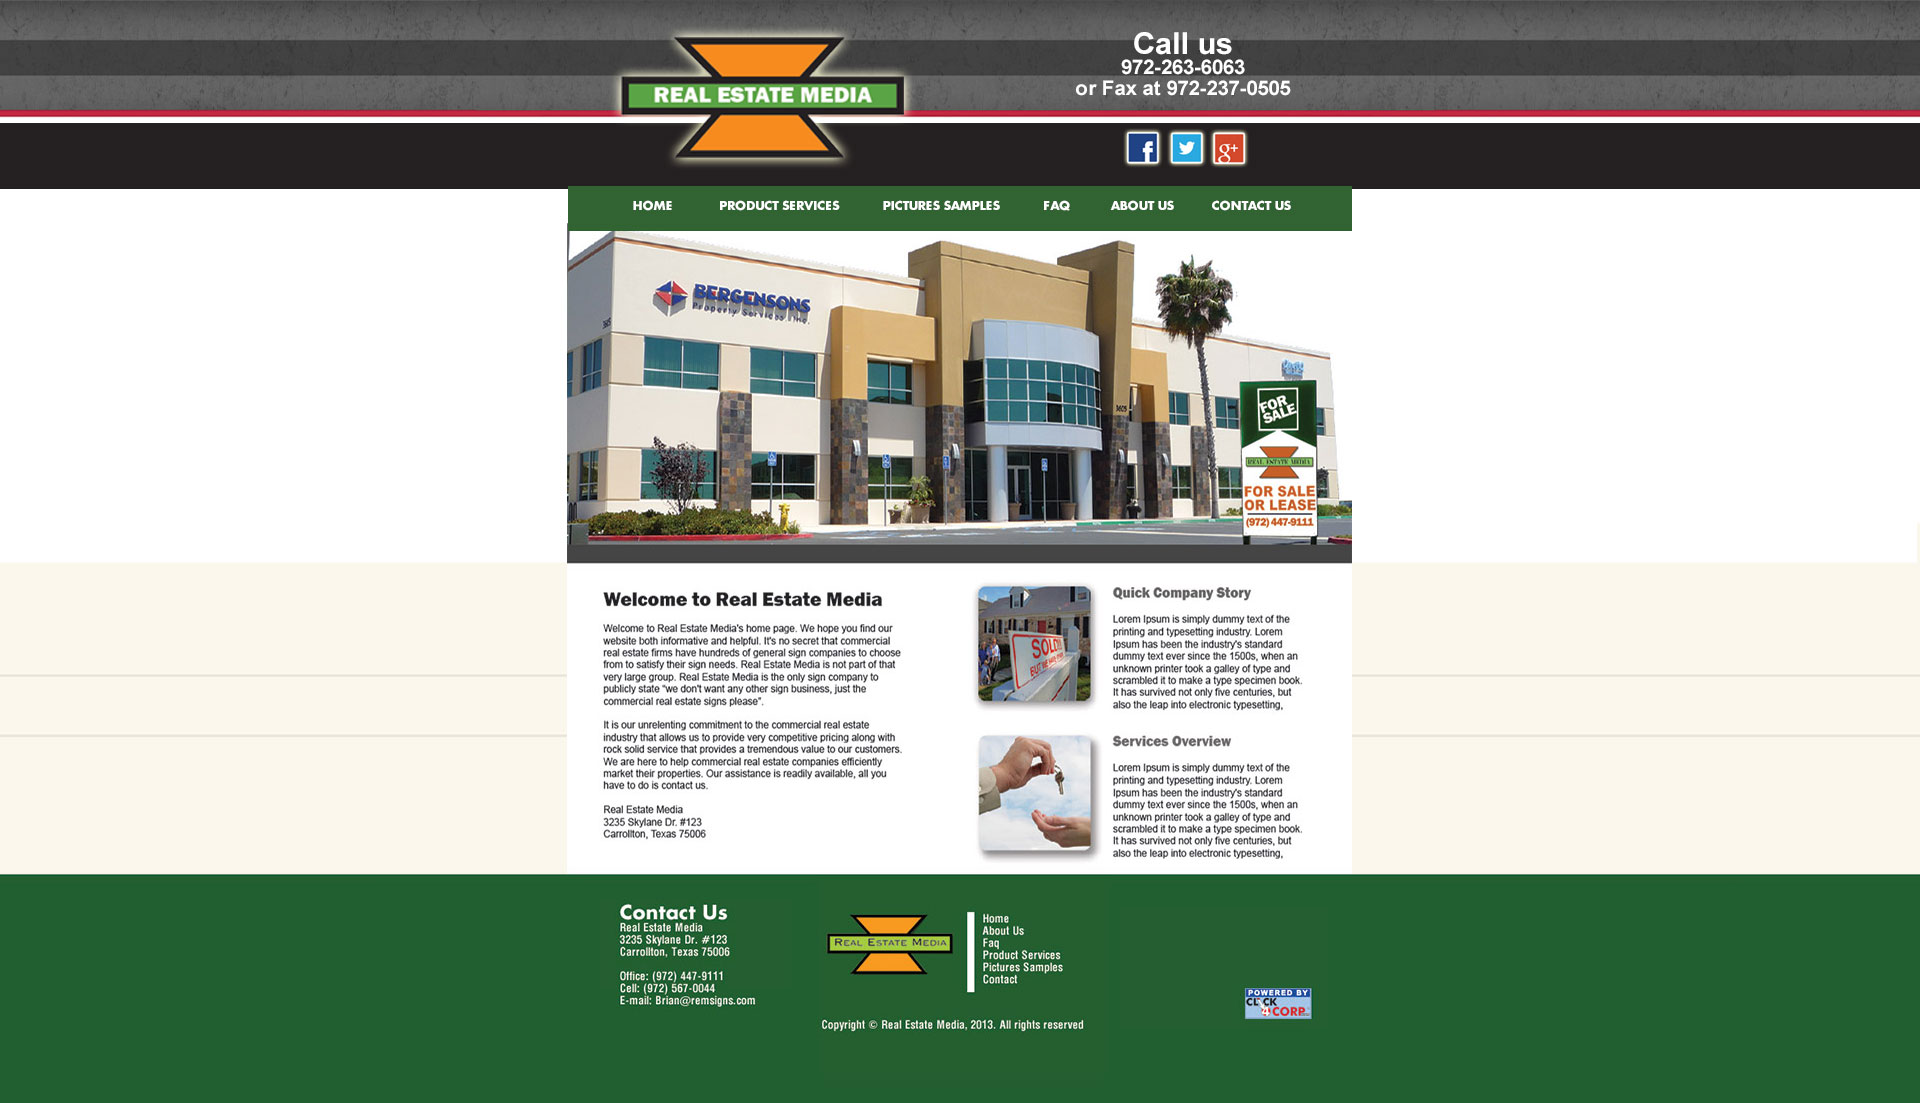 Call us
972-263-6063
or Fax at 972-237-0505
REAL ESTATE MEDIA
f
g+
HOME
PRODUCT SERVICES
PICTURES SAMPLES
FAQ
ABOUT US
CONTACT US
BERGENSONS
Property Services Inc.
3605
FOR
SALE
REAL ESTATE MEDIA
FOR SALE
OR LEASE
(972) 447-9111
Welcome to Real Estate Media
Welcome to Real Estate Media's home page. We hope you find our
website both informative and helpful. It's no secret that commercial
real estate firms have hundreds of general sign companies to choose
from to satisfy their sign needs. Real Estate Media is not part of that
very large group. Real Estate Media is the only sign company to
publicly state “we don't want any other sign business, just the
commercial real estate signs please”.
It is our unrelenting commitment to the commercial real estate
industry that allows us to provide very competitive pricing along with
rock solid service that provides a tremendous value to our customers.
We are here to help commercial real estate companies efficiently
market their properties. Our assistance is readily available, all you
have to do is contact us.
Real Estate Media
3235 Skylane Dr. #123
Carrollton, Texas 75006
SOLD
Quick Company Story
Lorem Ipsum is simply dummy text of the
printing and typesetting industry. Lorem
Ipsum has been the industry's standard
dummy text ever since the 1500s, when an
unknown printer took a galley of type and
scrambled it to make a type specimen book.
It has survived not only five centuries, but
also the leap into electronic typesetting,
Services Overview
Lorem Ipsum is simply dummy text of the
printing and typesetting industry. Lorem
Ipsum has been the industry's standard
dummy text ever since the 1500s, when an
unknown printer took a galley of type and
scrambled it to make a type specimen book.
It has survived not only five centuries, but
also the leap into electronic typesetting,
Contact Us
Real Estate Media
3235 Skylane Dr. #123
Carrollton, Texas 75006
Office: (972) 447-9111
Cell: (972) 567-0044
E-mail: Brian@remsigns.com
REAL ESTATE MEDIA
Home
About Us
Faq
Product Services
Pictures Samples
Contact
POWERED BY
CLICK
4 CORP
Copyright © Real Estate Media, 2013. All rights reserved